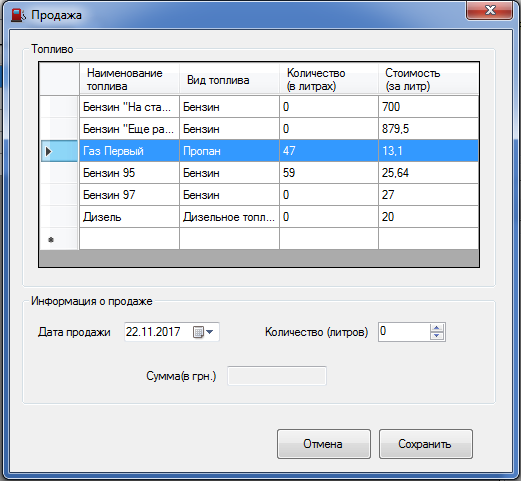 Продажа
Топливо
Наименование топлива Вид топлива Количество (в литрах) Стоимость (за литр)
Бензин "На ста... Бензин 0 700
Бензин "Еще ра... Бензин 0 879,5
Газ Первый Пропан 47 13,1
Бензин 95 Бензин 59 25,64
Бензин 97 Бензин 0 27
Дизель Дизельное топл... 0 20
Информация о продаже
Дата продажи 22.11.2017 Количество (литров) 0
Сумма(в грн.)
Отмена Сохранить